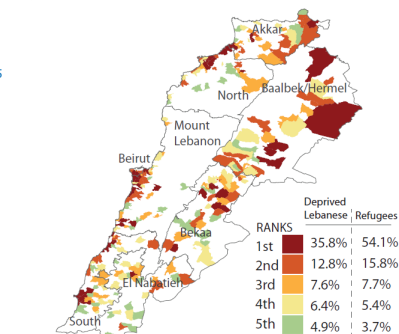 Akkar
North
Baalbek/Hermel
Mount
Lebanon
Beirut
Bekaa
El Nabatieh
South
Deprived
Lebanese
Refugees
RANKS
1st 35.8% 54.1%
2nd 12.8% 15.8%
3rd 7.6% 7.7%
4th 6.4% 5.4%
5th 4.9% 3.7%